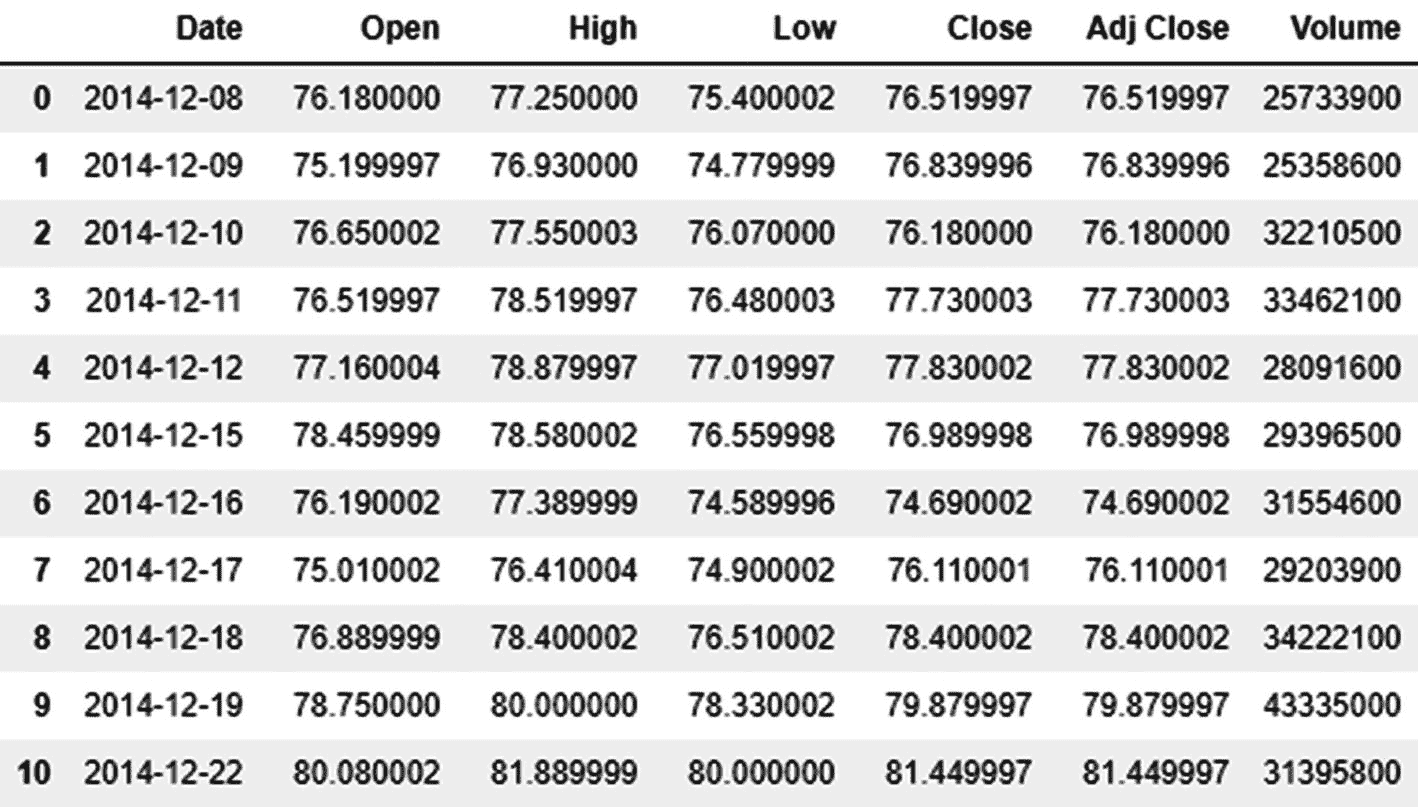 Date Open High Low Close Adj Close Volume
0 2014-12-08 76.180000 77.250000 75.400002 76.519997 76.519997 25733900
1 2014-12-09 75.199997 76.930000 74.779999 76.839996 76.839996 25358600
2 2014-12-10 76.650002 77.550003 76.070000 76.180000 76.180000 32210500
3 2014-12-11 76.519997 78.519997 76.480003 77.730003 77.730003 33462100
4 2014-12-12 77.160004 78.879997 77.019997 77.830002 77.830002 28091600
5 2014-12-15 78.459999 78.580002 76.559998 76.989998 76.989998 29396500
6 2014-12-16 76.190002 77.389999 74.589996 74.690002 74.690002 31554600
7 2014-12-17 75.010002 76.410004 74.900002 76.110001 76.110001 29203900
8 2014-12-18 76.889999 78.400002 76.510002 78.400002 78.400002 34222100
9 2014-12-19 78.750000 80.000000 78.330002 79.879997 79.879997 43335000
10 2014-12-22 80.080002 81.889999 80.000000 81.449997 81.449997 31395800